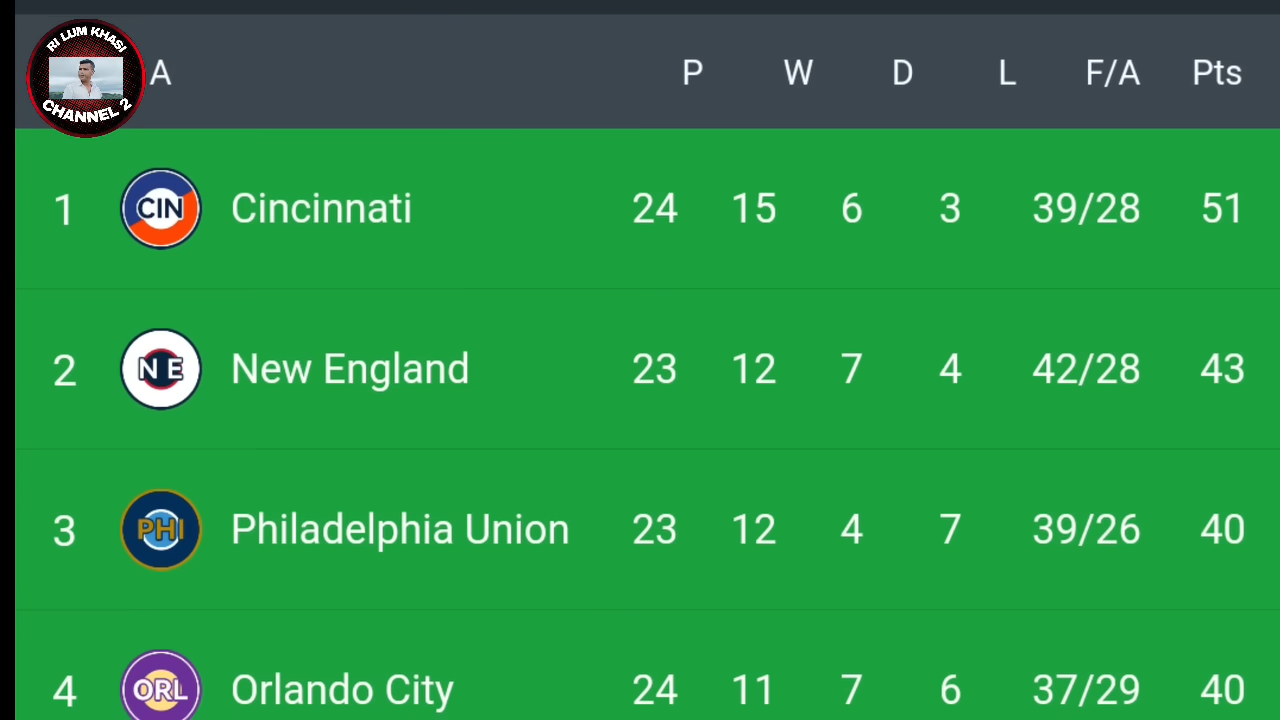 RI LUM KHASI
CHANNEL 2
A P W D L F/A Pts
1 CIN Cincinnati 24 15 6 3 39/28 51
2 N E New England 23 12 7 4 42/28 43
3 PHI Philadelphia Union 23 12 4 7 39/26 40
4 ORL Orlando City 24 11 7 6 37/29 40